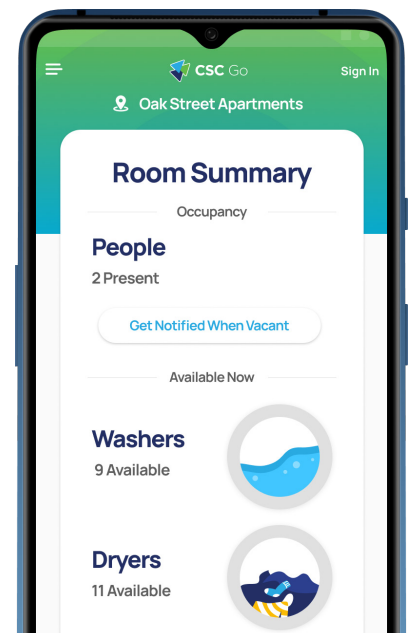 CSC Go
Sign In
Oak Street Apartments
Room Summary
Occupancy
People
2 Present
Get Notified When Vacant
Available Now
Washers
9 Available
Dryers
11 Available